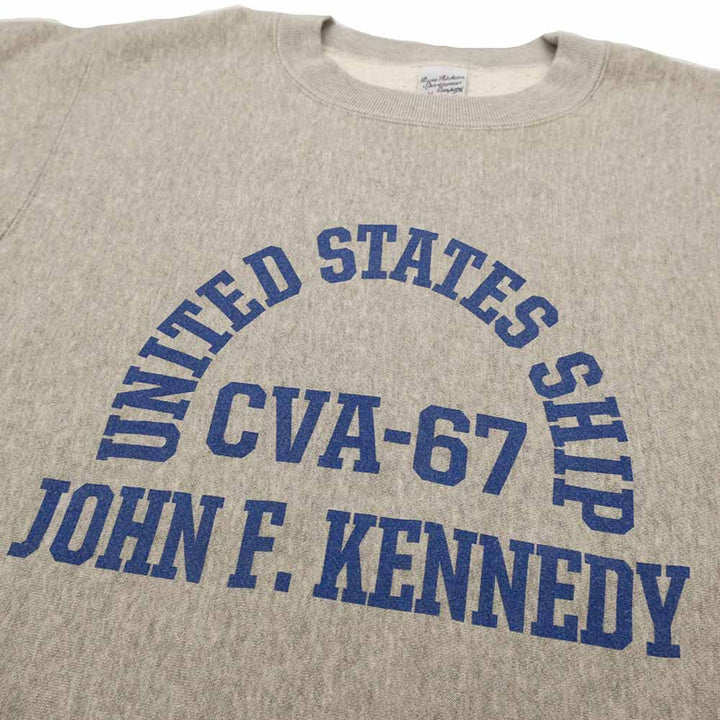 UNITED STATES SHIP
CVA-67
JOHN F. KENNEDY